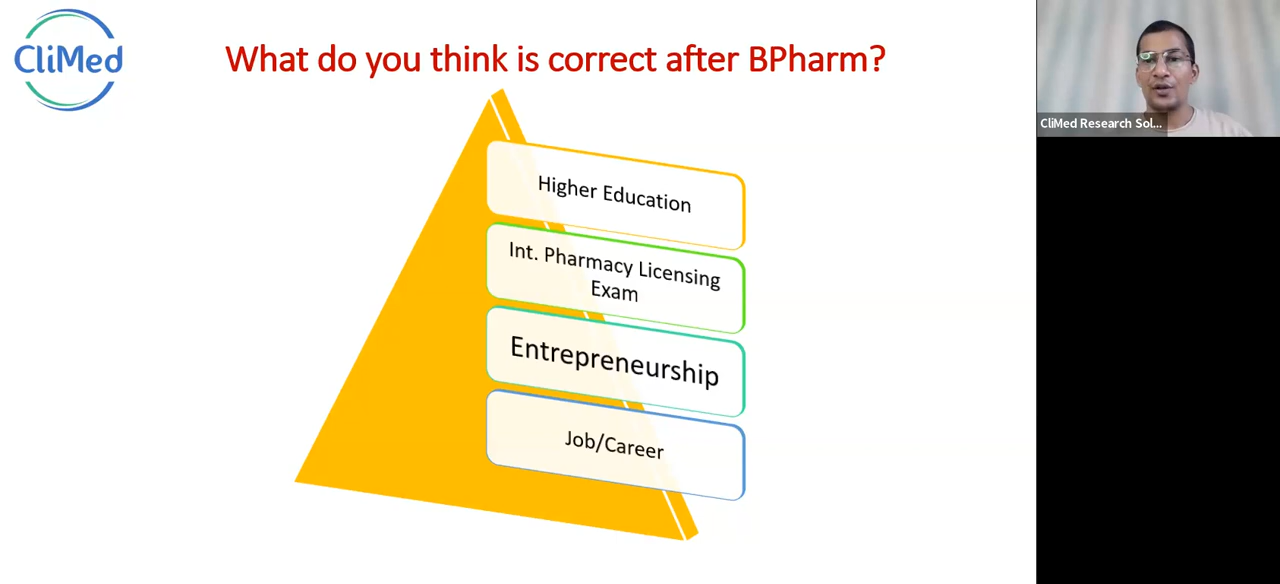 CliMed
What do you think is correct after BPharm?
CliMed Research Sol...
Higher Education
Int. Pharmacy Licensing
Exam
Entrepreneurship
Job/Career